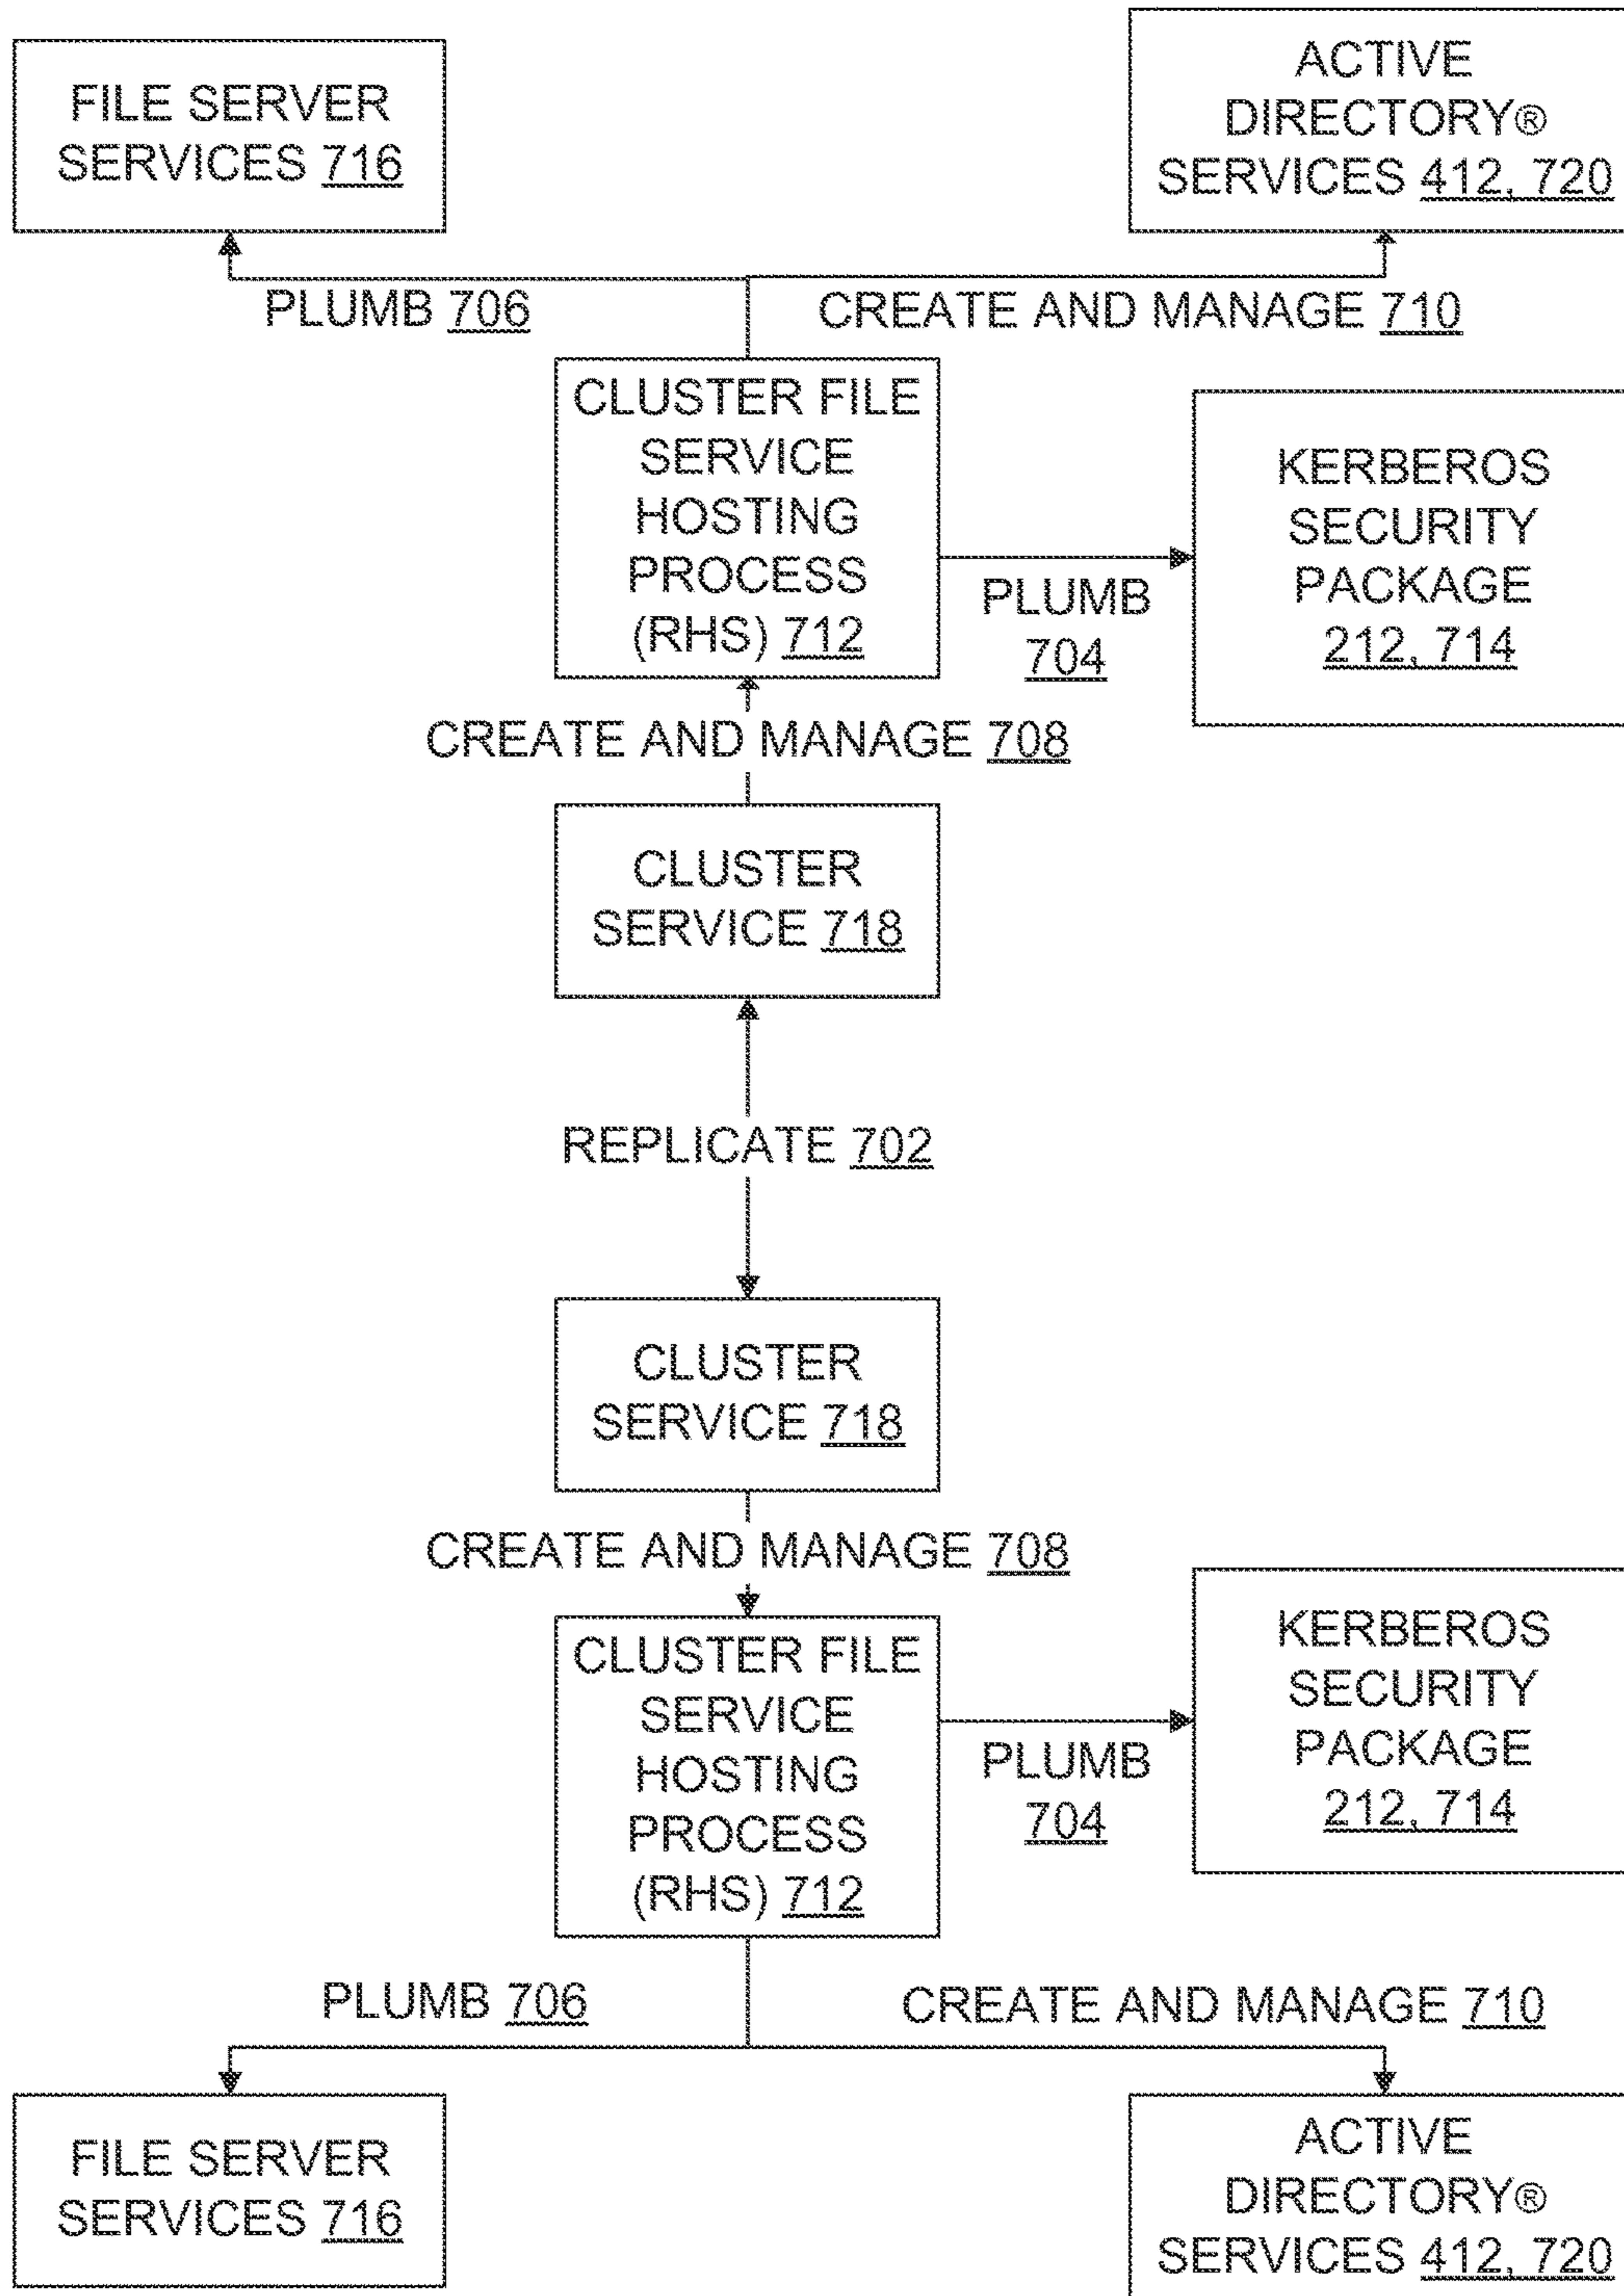 FILE SERVER
SERVICES 716
ACTIVE
DIRECTORY®
SERVICES 412, 720
PLUMB 706
CREATE AND MANAGE 710
CLUSTER FILE
SERVICE
HOSTING
PROCESS
(RHS) 712
PLUMB
704
KERBEROS
SECURITY
PACKAGE
212, 714
CREATE AND MANAGE 708
CLUSTER
SERVICE 718
REPLICATE 702
CLUSTER
SERVICE 718
CREATE AND MANAGE 708
CLUSTER FILE
SERVICE
HOSTING
PROCESS
(RHS) 712
PLUMB
704
KERBEROS
SECURITY
PACKAGE
212, 714
PLUMB 706
CREATE AND MANAGE 710
FILE SERVER
SERVICES 716
ACTIVE
DIRECTORY®
SERVICES 412, 720